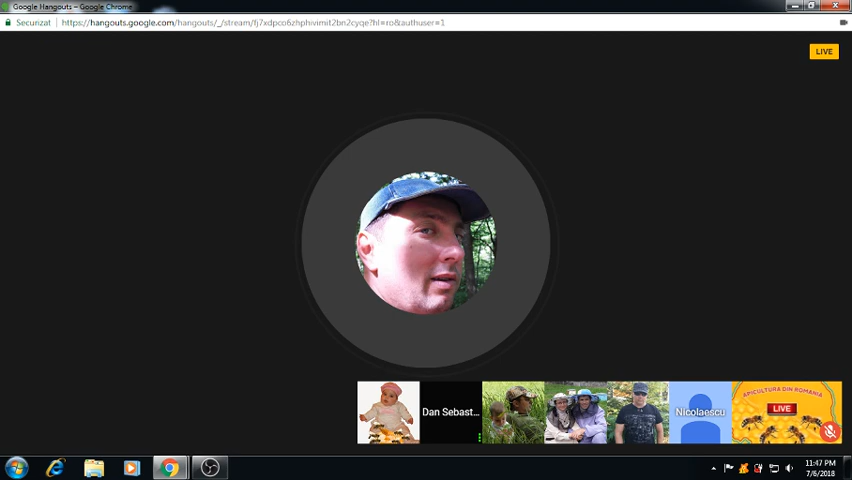 Google Hangouts - Google Chrome
Securizat
https://hangouts.google.com/hangouts/_/stream/fj7xdpco6zhphivimit2bn2cyqe?hl=ro&authuser=1
LIVE
Dan Sebast...
Nicolaescu
APICULTURA DIN ROMANIA
LIVE
11:47 PM
7/6/2018